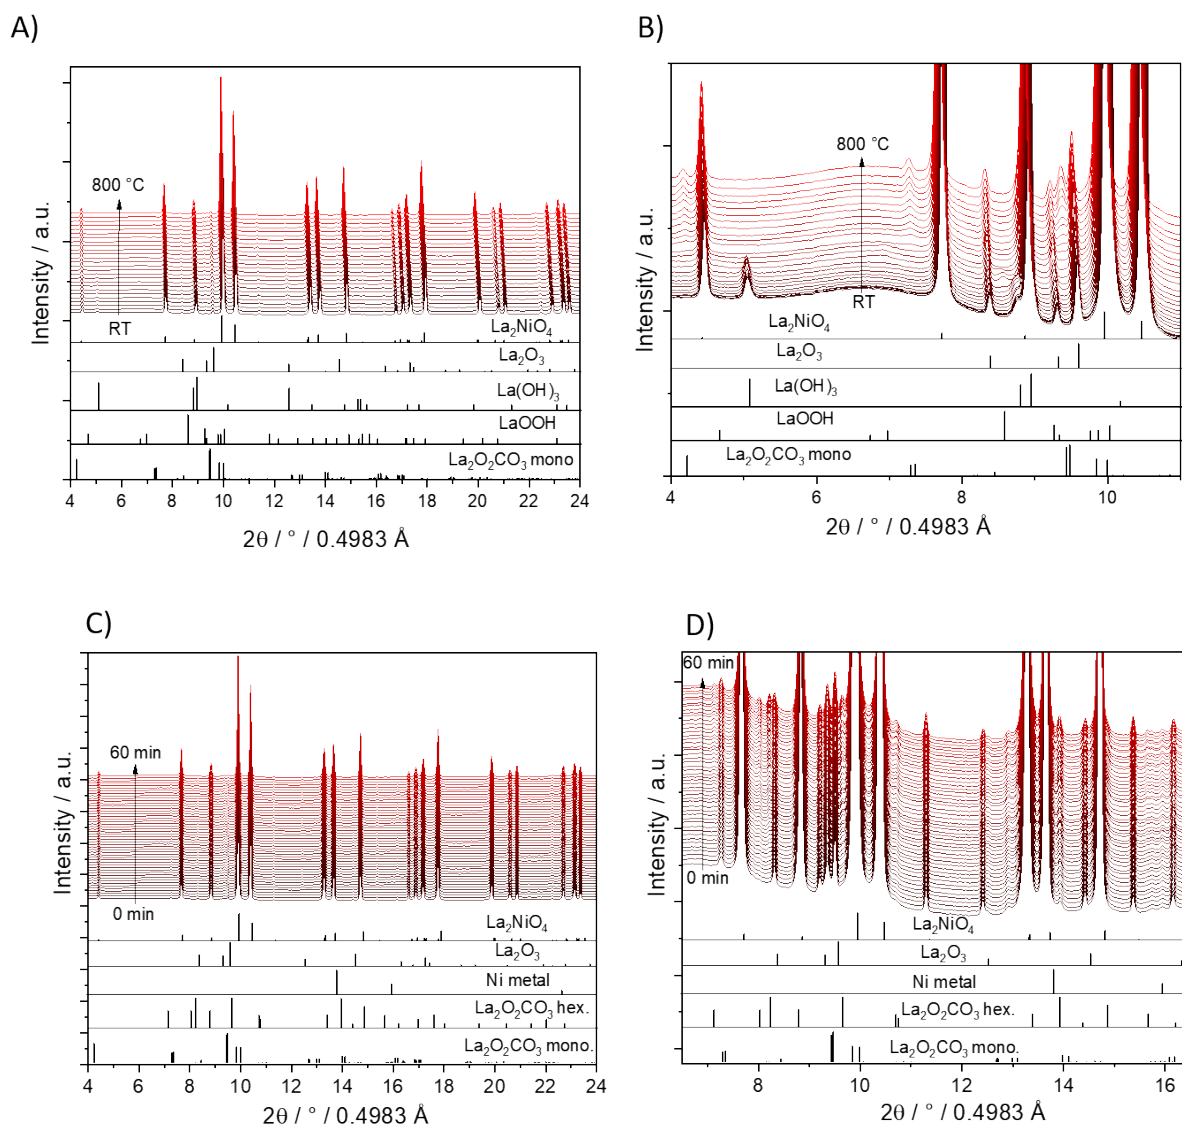 A)
Intensity / a.u.
800 °C
RT
La₂NiO₄
La₂O₃
La(OH)₃
LaOOH
La₂O₂CO₃ mono
4 6 8 10 12 14 16 18 20 22 24
2θ / ° / 0.4983 Å
B)
Intensity / a.u.
800 °C
RT
La₂NiO₄
La₂O₃
La(OH)₃
LaOOH
La₂O₂CO₃ mono
4 6 8 10
2θ / ° / 0.4983 Å
C)
Intensity / a.u.
60 min
0 min
La₂NiO₄
La₂O₃
Ni metal
La₂O₂CO₃ hex.
La₂O₂CO₃ mono.
4 6 8 10 12 14 16 18 20 22 24
2θ / ° / 0.4983 Å
D)
Intensity / a.u.
60 min
0 min
La₂NiO₄
La₂O₃
Ni metal
La₂O₂CO₃ hex.
La₂O₂CO₃ mono.
8 10 12 14 16
2θ / ° / 0.4983 Å